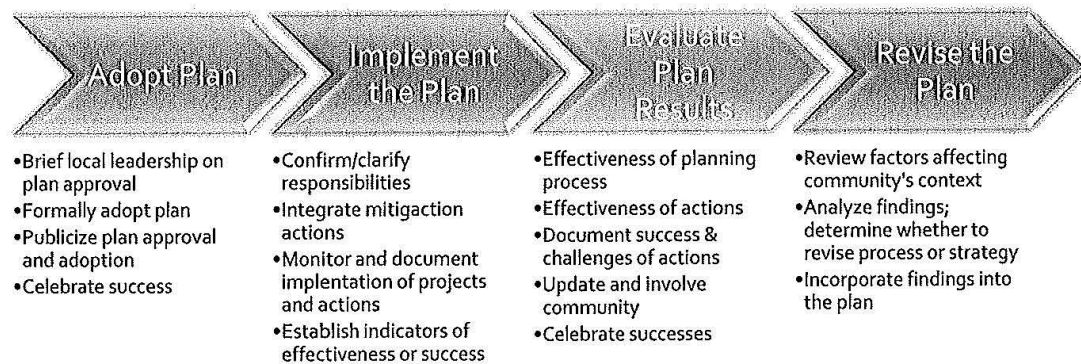 Adopt Plan
Implement
the Plan
Evaluate
Plan
Results
Revise the
Plan
•Brief local leadership on
plan approval
•Formally adopt plan
•Publicize plan approval
and adoption
•Celebrate success
•Confirm/clarify
responsibilities
•Integrate mitigaction
actions
•Monitor and document
implentation of projects
and actions
•Establish indicators of
effectiveness or success
•Effectiveness of planning
process
•Effectiveness of actions
•Document success &
challenges of actions
•Update and involve
community
•Celebrate successes
•Review factors affecting
community's context
•Analyze findings;
determine whether to
revise process or strategy
•Incorporate findings into
the plan